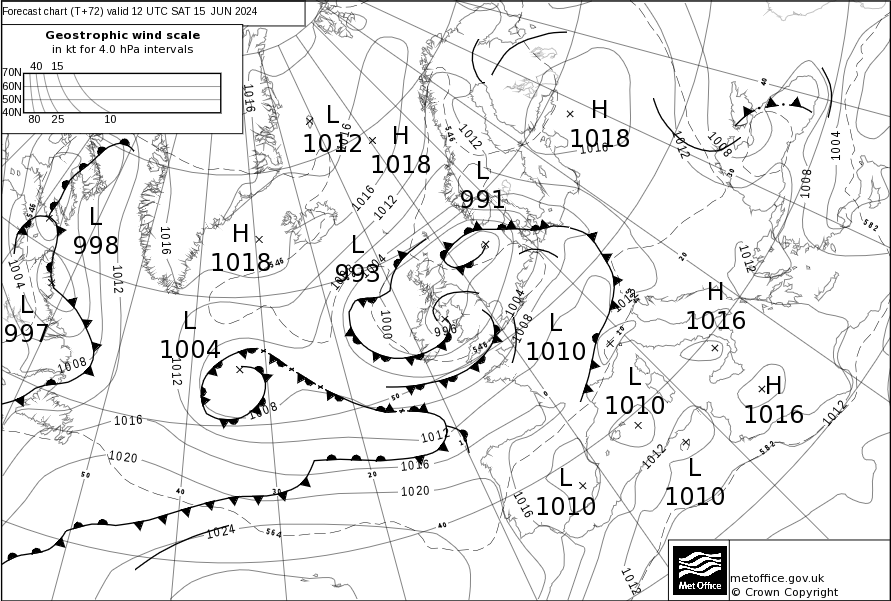 Forecast chart (T+72) valid 12 UTC SAT 15 JUN 2024
Geostrophic wind scale
in kt for 4.0 hPa intervals
40 15
70N
60N
50N
40N
80 25 10
1016
L
1012
1016
H
1018
546
1012
L
991
H
1018
1016
1012
1008
40
30
1004
1008
582
546
L
998
1016
H
1018
546
1016
1012
L
993
1004
1004
L
997
1012
1000
996
546
1004
1008
L
1010
1012
20
H
1016
L
1004
1012
1008
1008
50
0
L
1010
H
1016
1012
1016
1012
1016
1020
1020
50
40
30
20
40
1024
564
1016
L
1010
1012
L
1010
582
1012
Met Office
metoffice.gov.uk
© Crown Copyright